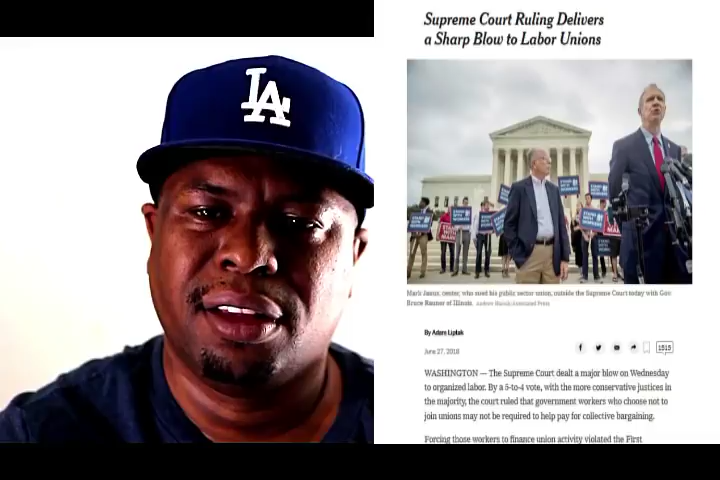 LA
Supreme Court Ruling Delivers
a Sharp Blow to Labor Unions
Mark Janus, center, who sued his public sector union, outside the Supreme Court today with Gov.
Bruce Rauner of Illinois. Andrew Harnik/Associated Press
By Adam Liptak
June 27, 2018
1515
WASHINGTON — The Supreme Court dealt a major blow on Wednesday
to organized labor. By a 5-to-4 vote, with the more conservative justices in
the majority, the court ruled that government workers who choose not to
join unions may not be required to help pay for collective bargaining.
Forcing those workers to finance union activity violated the First